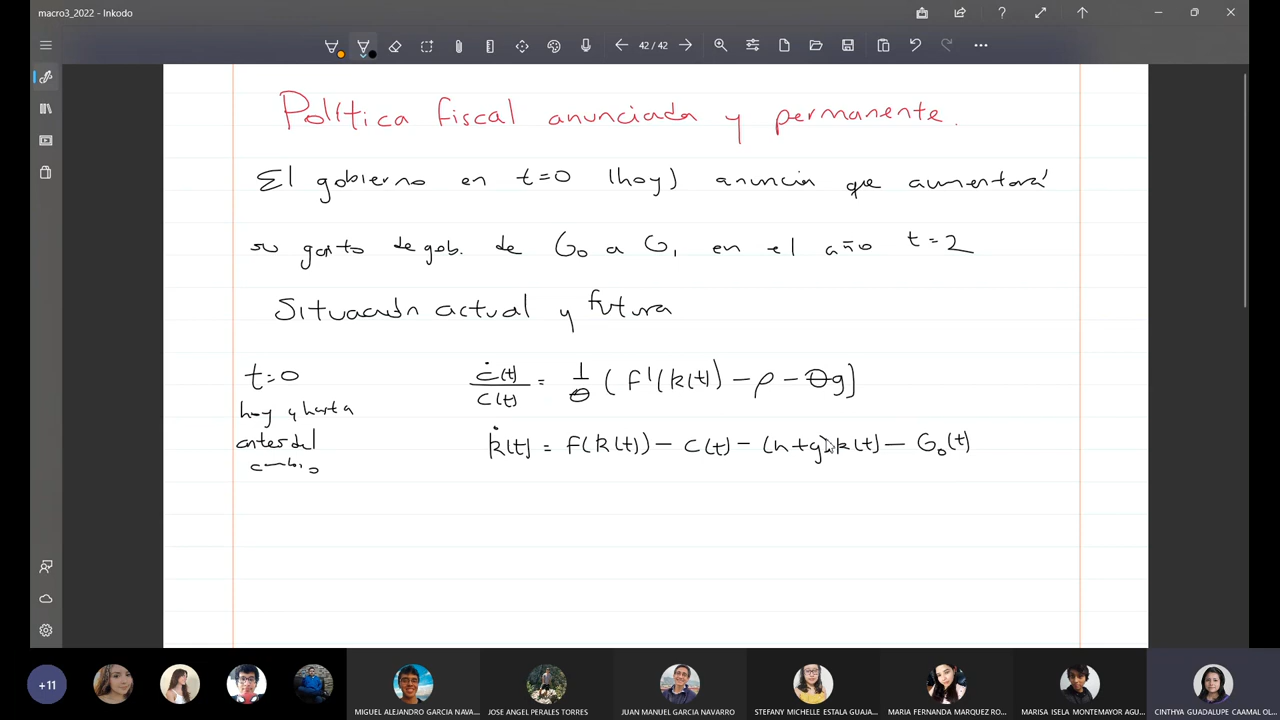 macro3_2022 - Inkodo
42 / 42
Política fiscal anunciada y permanente.
El gobierno en t=0 (hoy) anuncia que aumentará
su gasto de gob. de G₀ a G₁ en el año t=2
Situación actual y futura
t=0
hoy y hasta
antes del
cambio
ċ(t)/c(t) = 1/θ (f'(k(t)) - ρ - θg)
k̇(t) = f(k(t)) - c(t) - (n+g)k(t) - G₀(t)
+11
MIGUEL ALEJANDRO GARCIA NAVA...
JOSE ANGEL PERALES TORRES
JUAN MANUEL GARCIA NAVARRO
STEFANY MICHELLE ESTALA GUAJA...
MARIA FERNANDA MARQUEZ RO...
MARISA ISELA MONTEMAYOR AGU...
CINTHYA GUADALUPE CAAMAL OL...